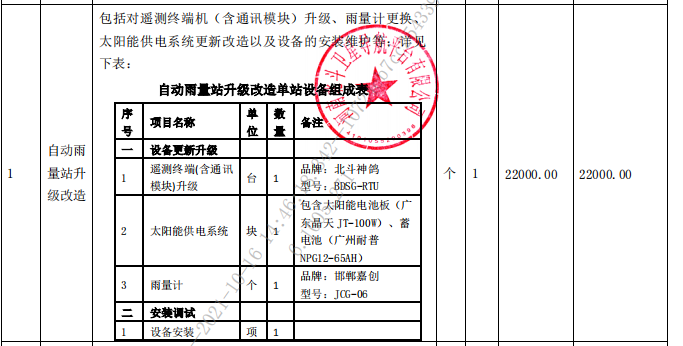 包括对遥测终端机（含通讯模块）升级、雨量计更换、
太阳能供电系统更新改造以及设备的安装维护等，详见
下表：
自动雨量站升级改造单站设备组成表
序号 项目名称 单位 数量 备注
一 设备更新升级
1 遥测终端(含通讯
模块)升级 台 1 品牌：北斗神鸽
型号：BDSG-RTU
2 太阳能供电系统 块 1 包含太阳能电池板（广
东晶天 JT-100W）、蓄
电池（广州耐普
NPG12-65AH）
3 雨量计 个 1 品牌：邯郸嘉创
型号：JCG-06
二 安装调试
1 设备安装 项 1
1 自动雨
量站升
级改造 个 1 22000.00 22000.00